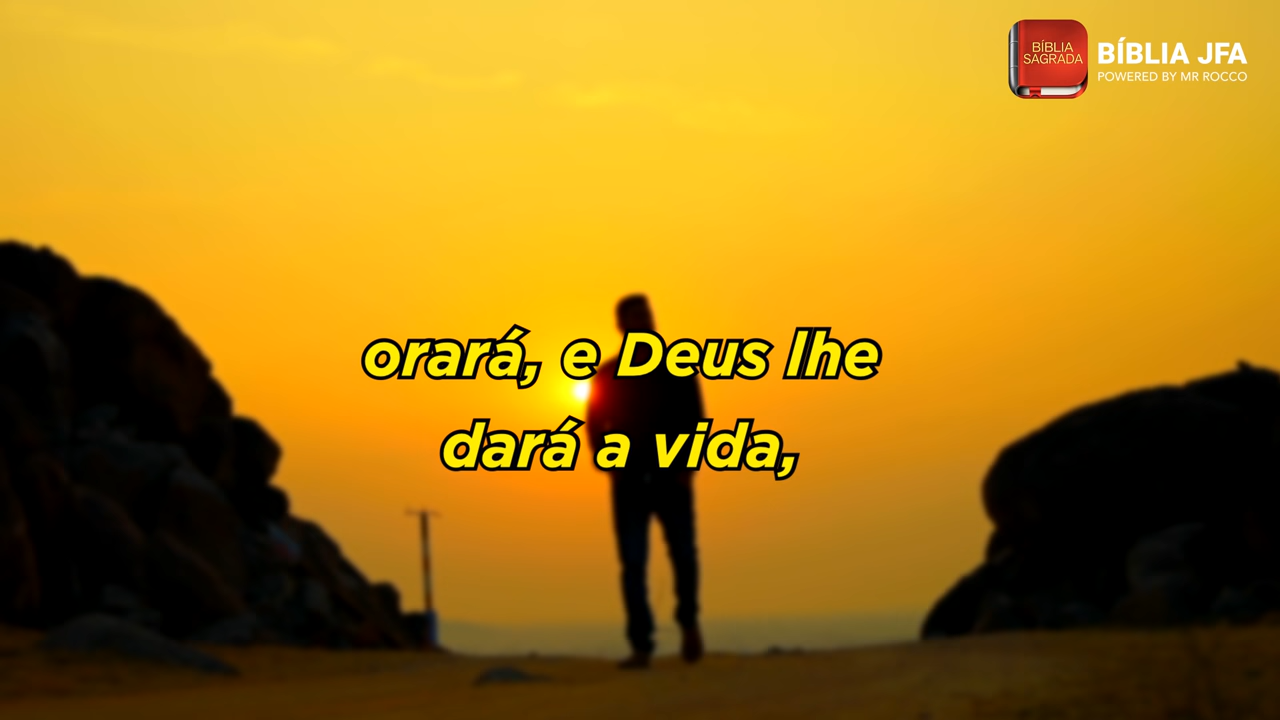 BÍBLIA
SAGRADA
BÍBLIA JFA
POWERED BY MR ROCCO
orará, e Deus lhe
dará a vida,